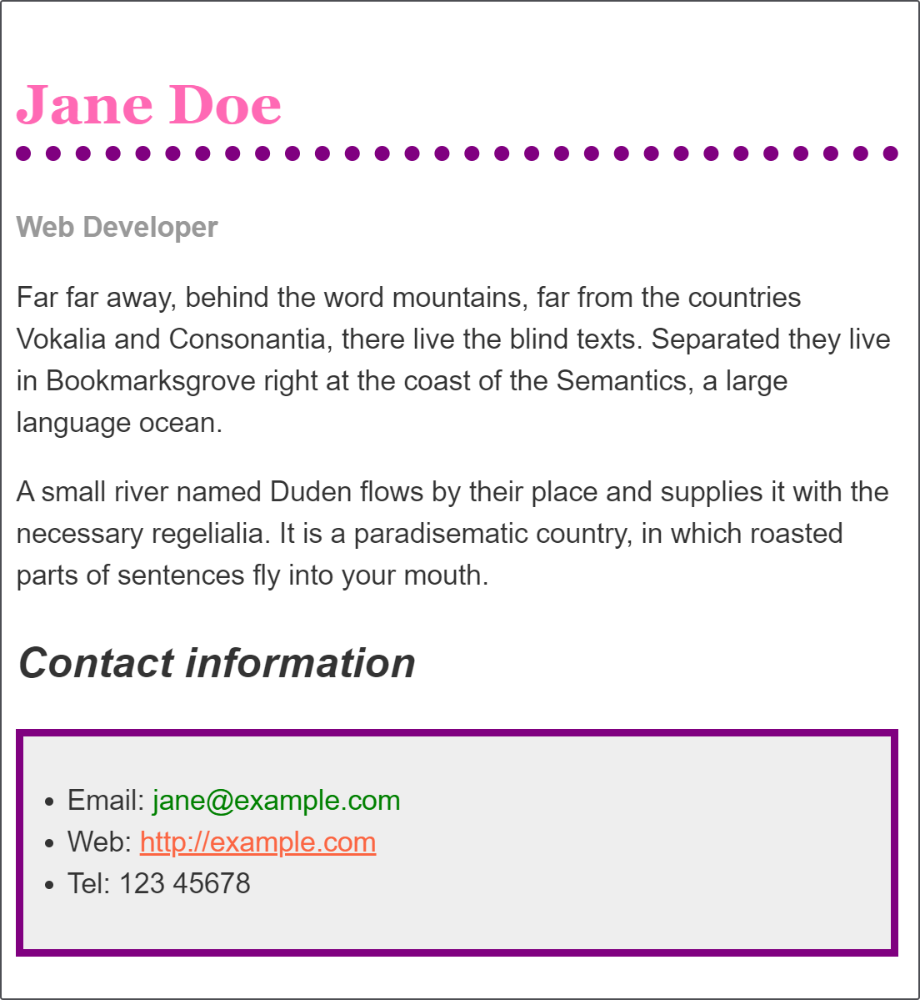 Jane Doe
Web Developer
Far far away, behind the word mountains, far from the countries
Vokalia and Consonantia, there live the blind texts. Separated they live
in Bookmarksgrove right at the coast of the Semantics, a large
language ocean.
A small river named Duden flows by their place and supplies it with the
necessary regelialia. It is a paradisematic country, in which roasted
parts of sentences fly into your mouth.
Contact information
• Email: jane@example.com
• Web: http://example.com
• Tel: 123 45678